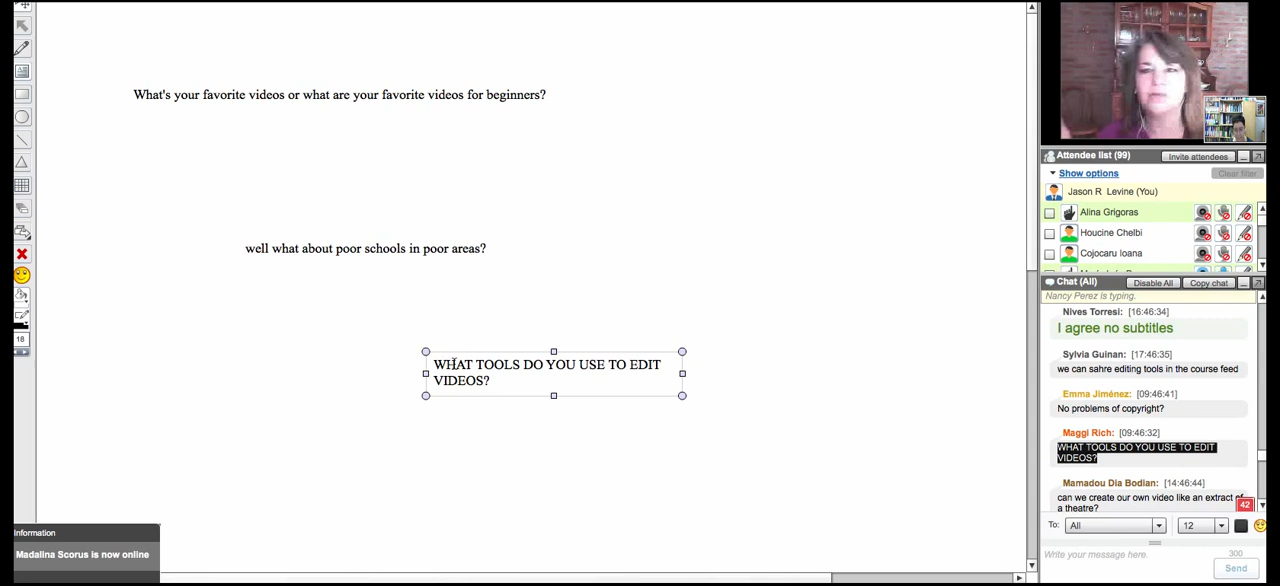 What's your favorite videos or what are your favorite videos for beginners?
well what about poor schools in poor areas?
WHAT TOOLS DO YOU USE TO EDIT
VIDEOS?
18
Information
Madalina Scorus is now online
Attendee list (99)
Invite attendees
Show options
Clear filter
Jason R Levine (You)
Alina Grigoras
Houcine Chelbi
Cojocaru Ioana
Chat (All)
Disable All
Copy chat
Nancy Perez is typing.
Nives Torresi: [16:46:34]
I agree no subtitles
Sylvia Guinan: [17:46:35]
we can sahre editing tools in the course feed
Emma Jiménez: [09:46:41]
No problems of copyright?
Maggi Rich: [09:46:32]
WHAT TOOLS DO YOU USE TO EDIT
VIDEOS?
Mamadou Dia Bodian: [14:46:44]
can we create our own video like an extract of
a theatre?
42
To: All
12
Write your message here.
300
Send